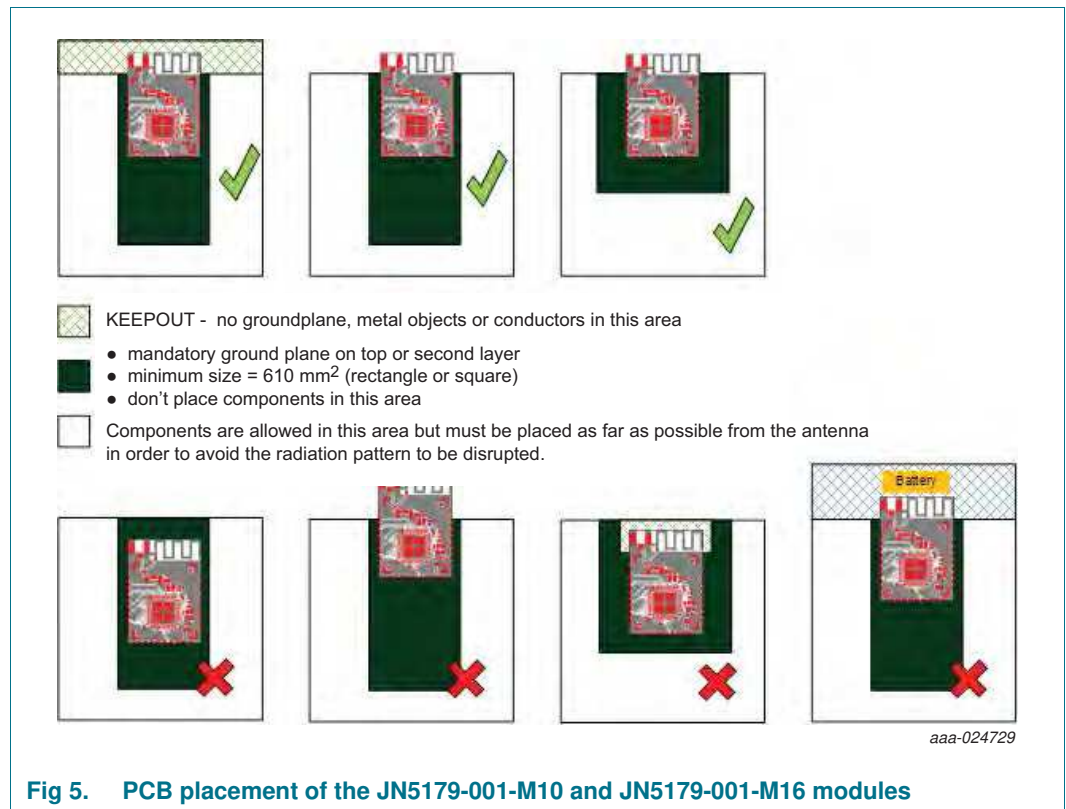 KEEPOUT - no groundplane, metal objects or conductors in this area
● mandatory ground plane on top or second layer
● minimum size = 610 mm2 (rectangle or square)
● don't place components in this area
Components are allowed in this area but must be placed as far as possible from the antenna
in order to avoid the radiation pattern to be disrupted.
Battery
aaa-024729
Fig 5. PCB placement of the JN5179-001-M10 and JN5179-001-M16 modules